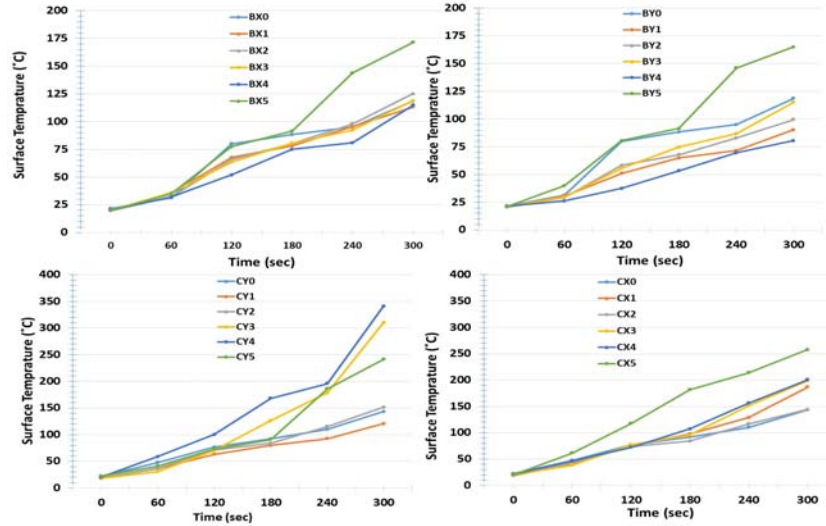 200
175
150
125
100
75
50
25
0
Surface Temprature (˚C)
BX0
BX1
BX2
BX3
BX4
BX5
0 60 120 180 240 300
Time (sec)
200
175
150
125
100
75
50
25
0
Surface Temprature (˚C)
BY0
BY1
BY2
BY3
BY4
BY5
0 60 120 180 240 300
Time (sec)
400
350
300
250
200
150
100
50
0
Surface Temprature (˚C)
CY0
CY1
CY2
CY3
CY4
CY5
0 60 120 180 240 300
Time (sec)
400
350
300
250
200
150
100
50
0
Surface Temprature (˚C)
CX0
CX1
CX2
CX3
CX4
CX5
0 60 120 180 240 300
Time (sec)